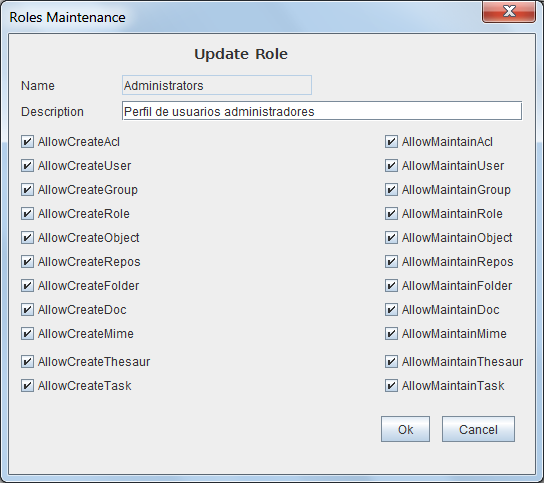 Roles Maintenance
Update Role
Name Administrators
Description Perfil de usuarios administradores
AllowCreateAcl AllowMaintainAcl
AllowCreateUser AllowMaintainUser
AllowCreateGroup AllowMaintainGroup
AllowCreateRole AllowMaintainRole
AllowCreateObject AllowMaintainObject
AllowCreateRepos AllowMaintainRepos
AllowCreateFolder AllowMaintainFolder
AllowCreateDoc AllowMaintainDoc
AllowCreateMime AllowMaintainMime
AllowCreateThesaur AllowMaintainThesaur
AllowCreateTask AllowMaintainTask
Ok Cancel